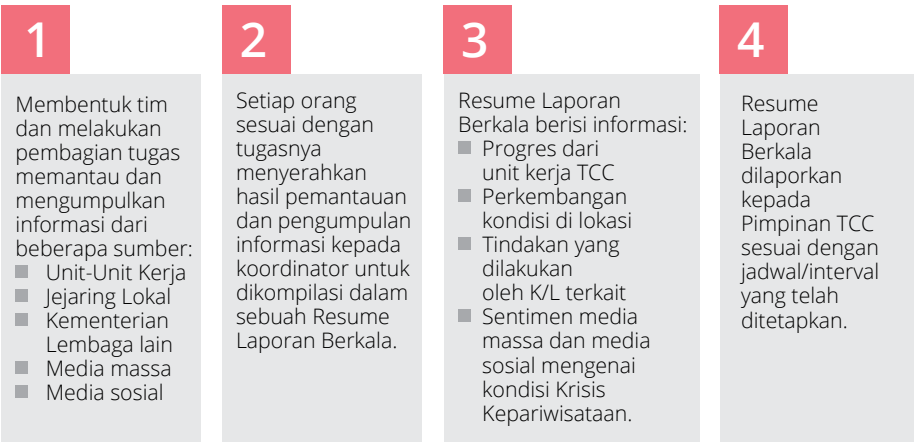 1
Membentuk tim
dan melakukan
pembagian tugas
memantau dan
mengumpulkan
informasi dari
beberapa sumber:
Unit-Unit Kerja
Jejaring Lokal
Kementerian
Lembaga lain
Media massa
Media sosial
2
Setiap orang
sesuai dengan
tugasnya
menyerahkan
hasil pemantauan
dan pengumpulan
informasi kepada
koordinator untuk
dikompilasi dalam
sebuah Resume
Laporan Berkala.
3
Resume Laporan
Berkala berisi informasi:
Progres dari
unit kerja TCC
Perkembangan
kondisi di lokasi
Tindakan yang
dilakukan
oleh K/L terkait
Sentimen media
massa dan media
sosial mengenai
kondisi Krisis
Kepariwisataan.
4
Resume
Laporan
Berkala
dilaporkan
kepada
Pimpinan TCC
sesuai dengan
jadwal/interval
yang telah
ditetapkan.